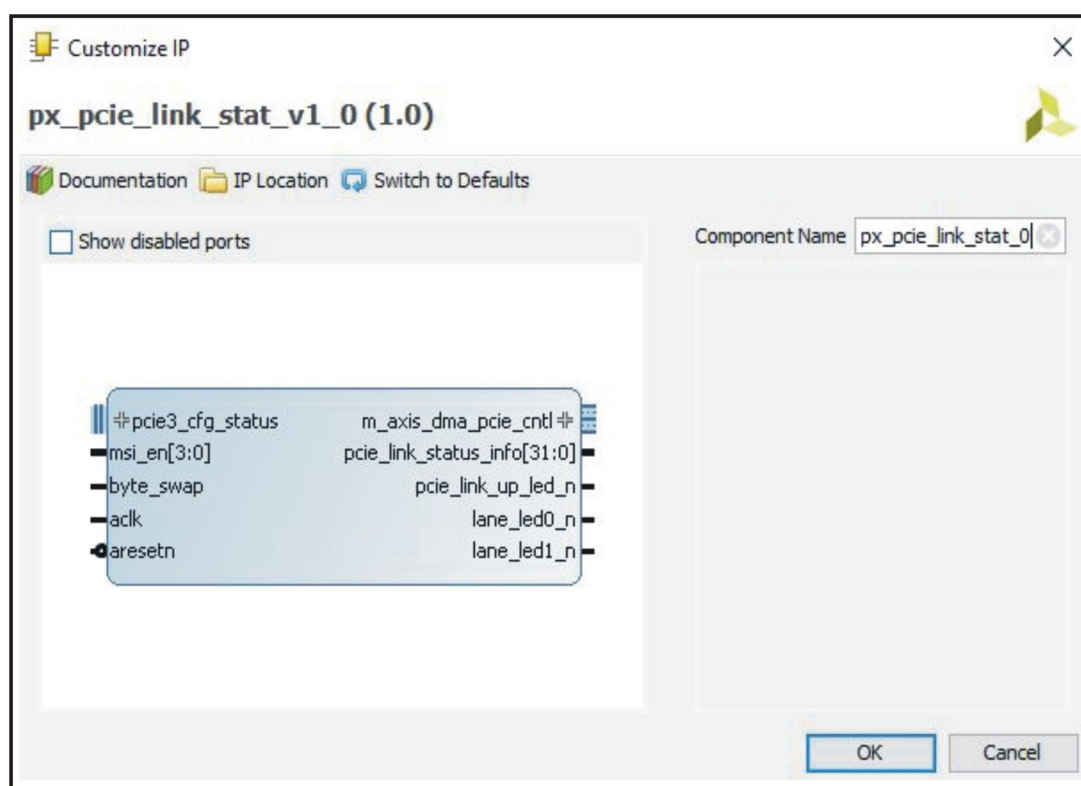 Customize IP
px_pcie_link_stat_v1_0 (1.0)
Documentation IP Location Switch to Defaults
Show disabled ports
Component Name px_pcie_link_stat_0
pcie3_cfg_status m_axis_dma_pcie_cntl
msi_en[3:0] pcie_link_status_info[31:0]
byte_swap pcie_link_up_led_n
aclk lane_led0_n
aresetn lane_led1_n
OK Cancel